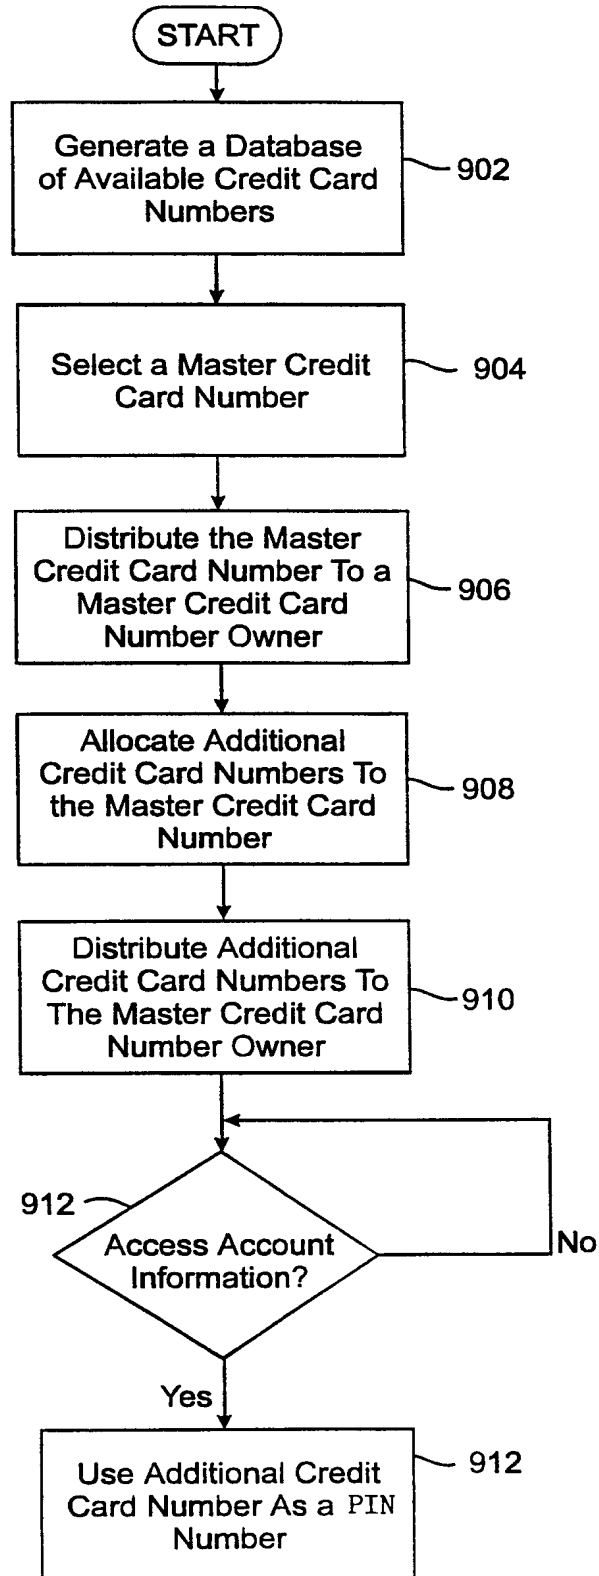 START
Generate a Database
of Available Credit Card
Numbers
902
Select a Master Credit
Card Number
904
Distribute the Master
Credit Card Number To a
Master Credit Card
Number Owner
906
Allocate Additional
Credit Card Numbers To
the Master Credit Card
Number
908
Distribute Additional
Credit Card Numbers To
The Master Credit Card
Number Owner
910
912
Access Account
Information?
No
Yes
Use Additional Credit
Card Number As a PIN
Number
912